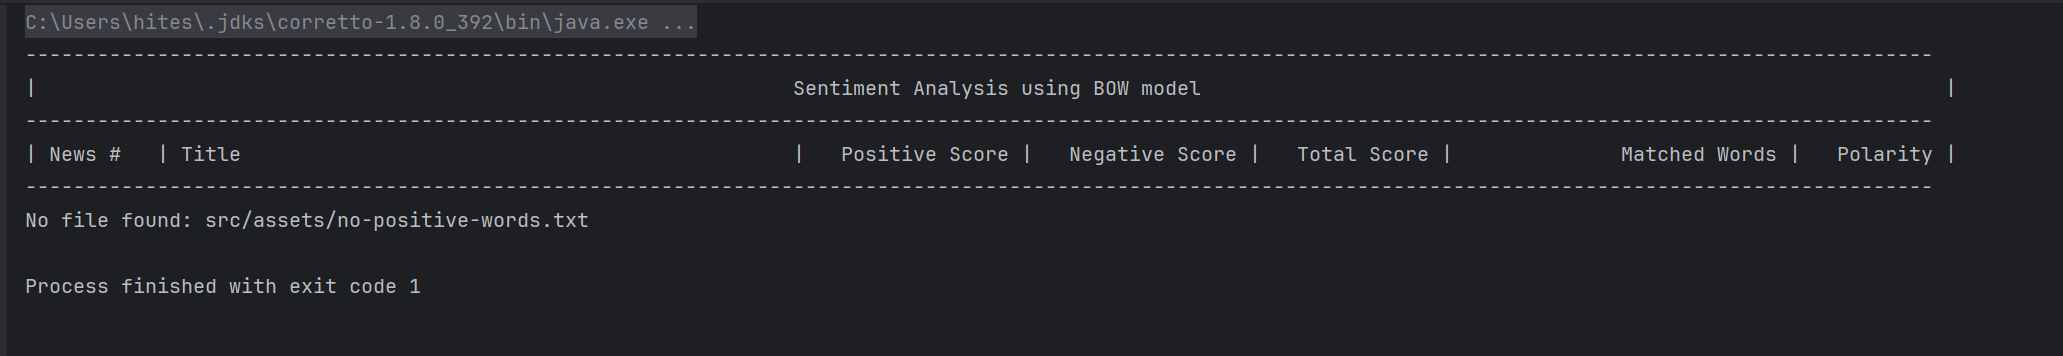 C:\Users\hites\.jdks\corretto-1.8.0_392\bin\java.exe ...
---------------------------------------------------------------------------------------------------------------------------------------------------------------
|                                                               Sentiment Analysis using BOW model                                                              |
---------------------------------------------------------------------------------------------------------------------------------------------------------------
| News #   | Title                                              |   Positive Score |   Negative Score |   Total Score |              Matched Words |   Polarity |
---------------------------------------------------------------------------------------------------------------------------------------------------------------
No file found: src/assets/no-positive-words.txt
Process finished with exit code 1